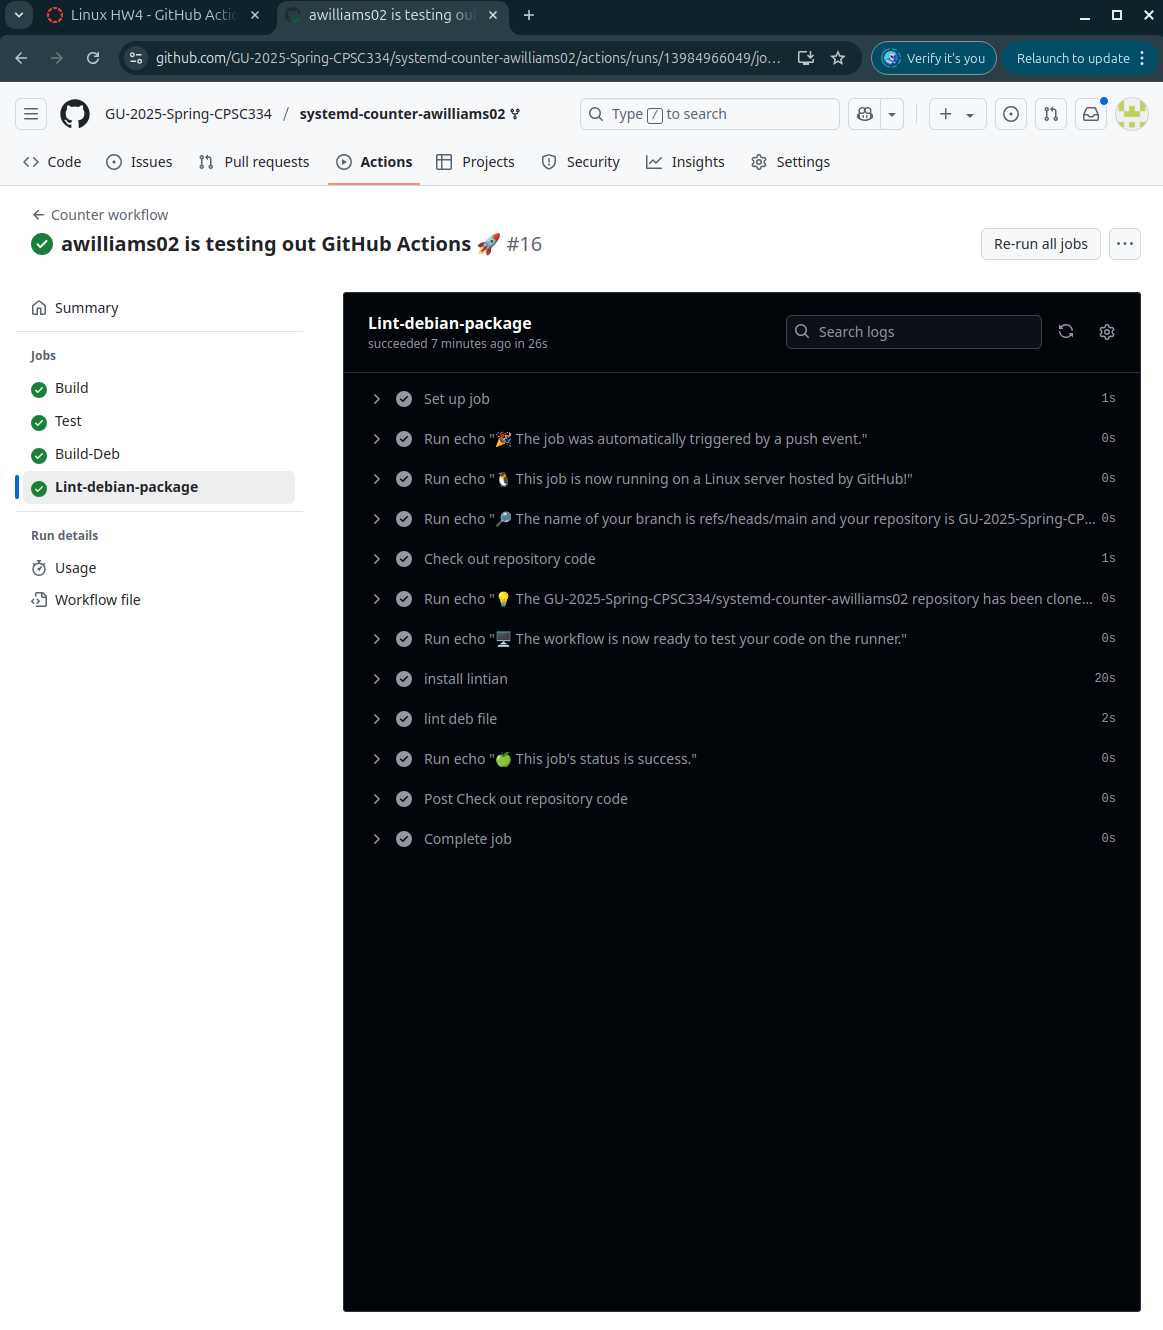 Linux HW4 - GitHub Actio
awilliams02 is testing ou
github.com/GU-2025-Spring-CPSC334/systemd-counter-awilliams02/actions/runs/13984966049/jo...
Verify it's you
Relaunch to update
GU-2025-Spring-CPSC334 / systemd-counter-awilliams02
Type / to search
Code
Issues
Pull requests
Actions
Projects
Security
Insights
Settings
Counter workflow
awilliams02 is testing out GitHub Actions 🚀 #16
Re-run all jobs
Summary
Jobs
Build
Test
Build-Deb
Lint-debian-package
Run details
Usage
Workflow file
Lint-debian-package
succeeded 7 minutes ago in 26s
Search logs
Set up job 1s
Run echo "🎉 The job was automatically triggered by a push event." 0s
Run echo "🐧 This job is now running on a Linux server hosted by GitHub!" 0s
Run echo "🔎 The name of your branch is refs/heads/main and your repository is GU-2025-Spring-CP... 0s
Check out repository code 1s
Run echo "💡 The GU-2025-Spring-CPSC334/systemd-counter-awilliams02 repository has been clone... 0s
Run echo "🖥️ The workflow is now ready to test your code on the runner." 0s
install lintian 20s
lint deb file 2s
Run echo "🍏 This job's status is success." 0s
Post Check out repository code 0s
Complete job 0s